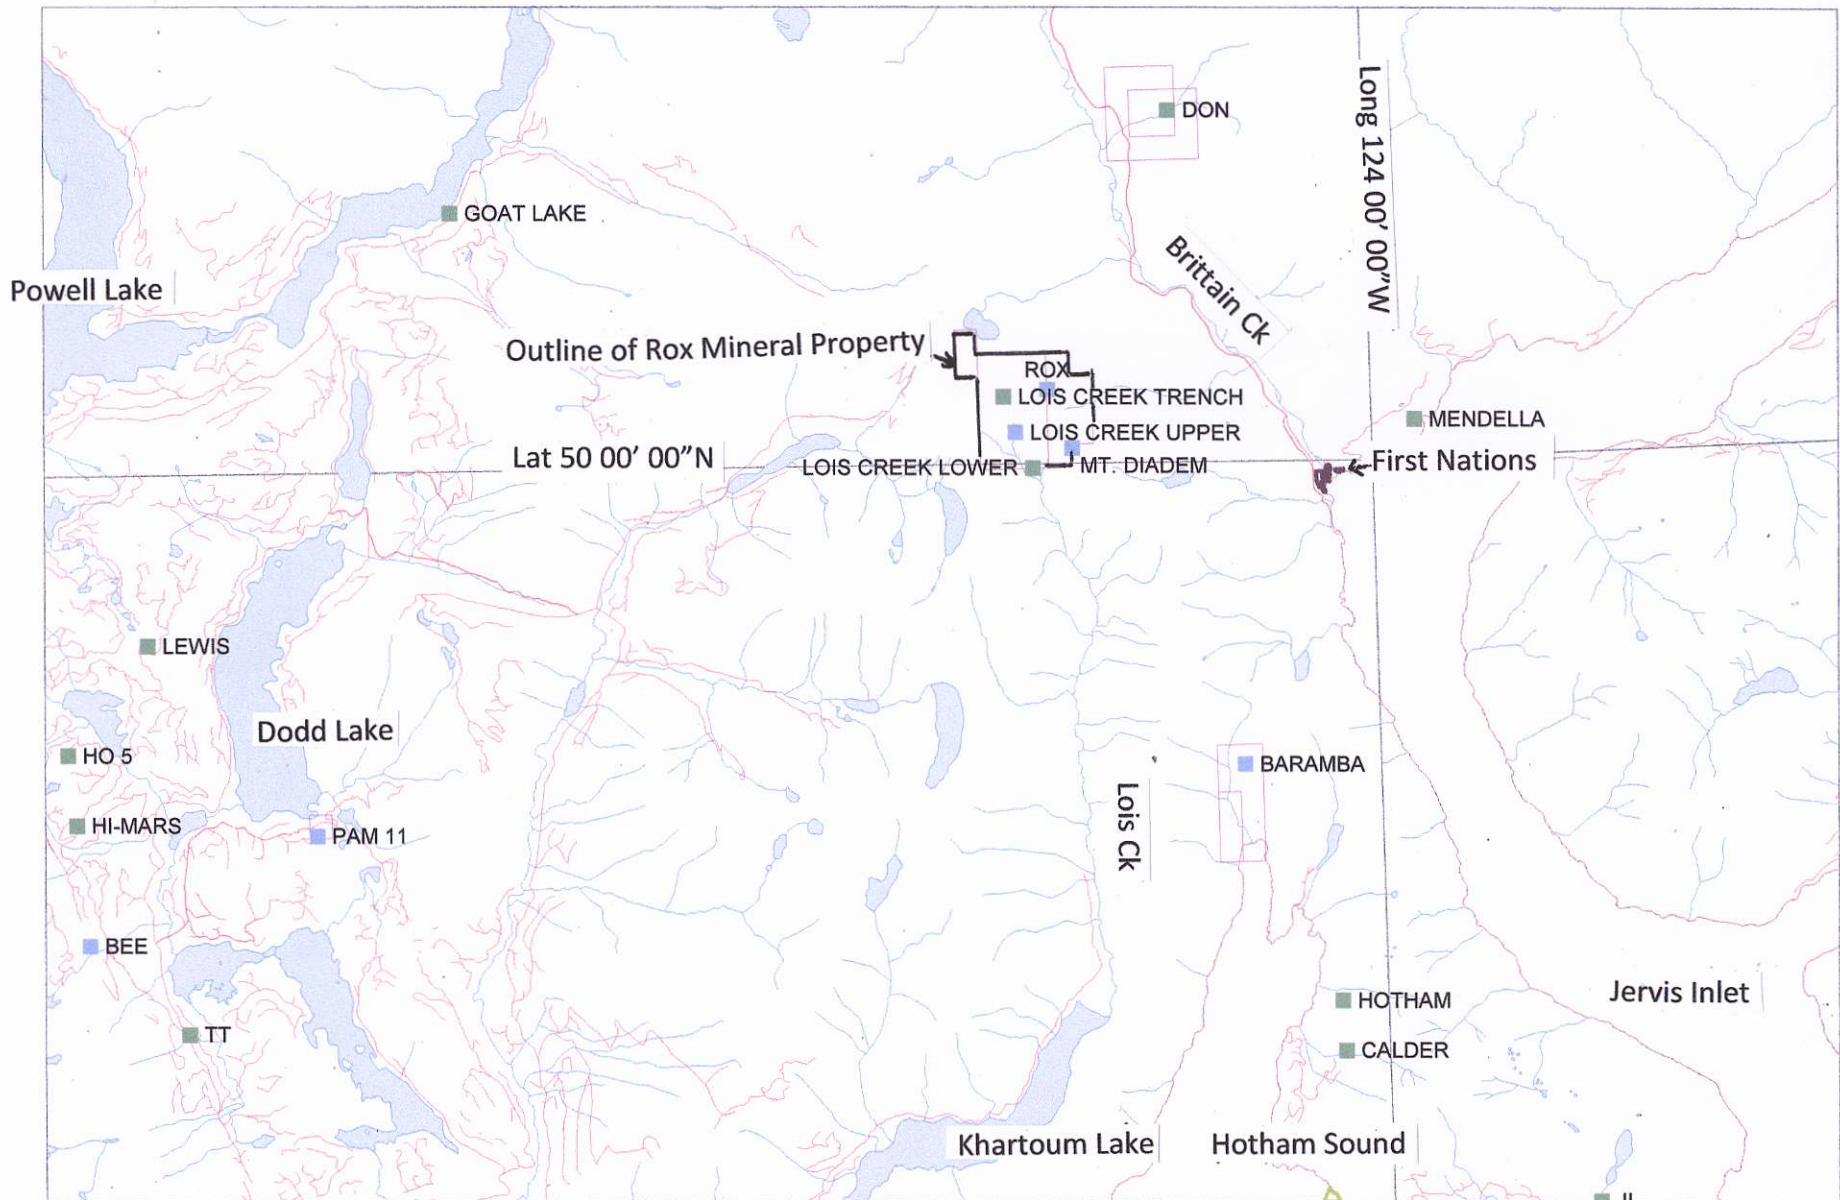 DON
Long 124 00' 00"W
GOAT LAKE
Brittain Ck
Powell Lake
Outline of Rox Mineral Property
ROX
LOIS CREEK TRENCH
MENDELLA
LOIS CREEK UPPER
Lat 50 00' 00"N
LOIS CREEK LOWER
MT. DIADEM
First Nations
LEWIS
Dodd Lake
HO 5
BARAMBA
Lois Ck
HI-MARS
PAM 11
BEE
Jervis Inlet
HOTHAM
TT
CALDER
Khartoum Lake
Hotham Sound